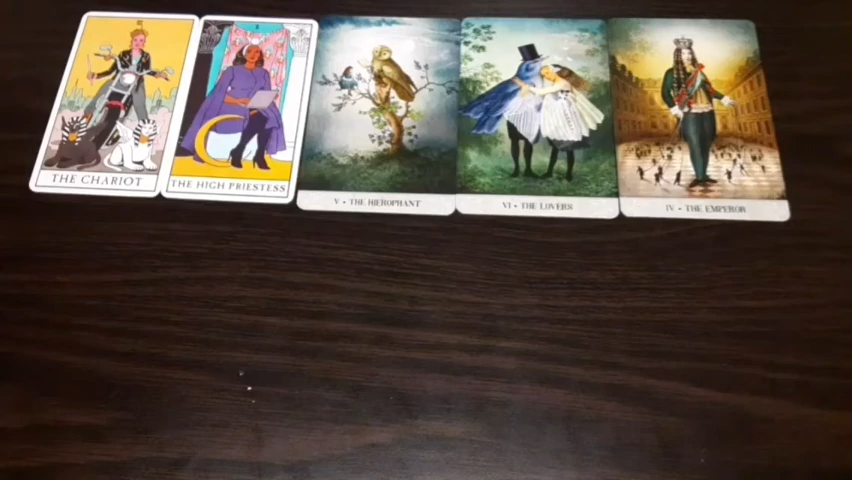 THE CHARIOT
THE HIGH PRIESTESS
V • THE HIEROPHANT
VI • THE LOVERS
IV • THE EMPEROR